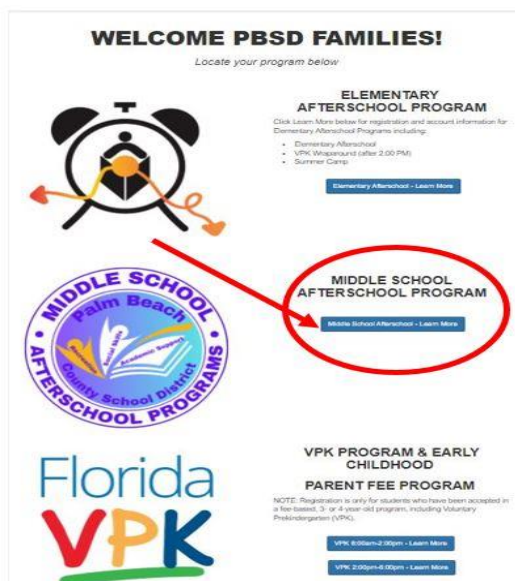 WELCOME PBSD FAMILIES!
Locate your program below
ELEMENTARY
AFTERSCHOOL PROGRAM
Click Learn More below for registration and account information for
Elementary Afterschool Programs including:
• Elementary Afterschool
• VPK Wraparound (after 2:00 PM)
• Summer Camp
Elementary Afterschool - Learn More
MIDDLE SCHOOL
Palm Beach
Recreation
Social Skills
Academic Support
County School District
• AFTERSCHOOL PROGRAMS •
MIDDLE SCHOOL
AFTERSCHOOL PROGRAM
Middle School Afterschool - Learn More
Florida
VPK
VPK PROGRAM & EARLY
CHILDHOOD
PARENT FEE PROGRAM
NOTE: Registration is only for students who have been accepted in
a fee-based, 3- or 4-year-old program, including Voluntary
Prekindergarten (VPK).
VPK 8:00am-2:00pm - Learn More
VPK 2:00pm-6:00pm - Learn More